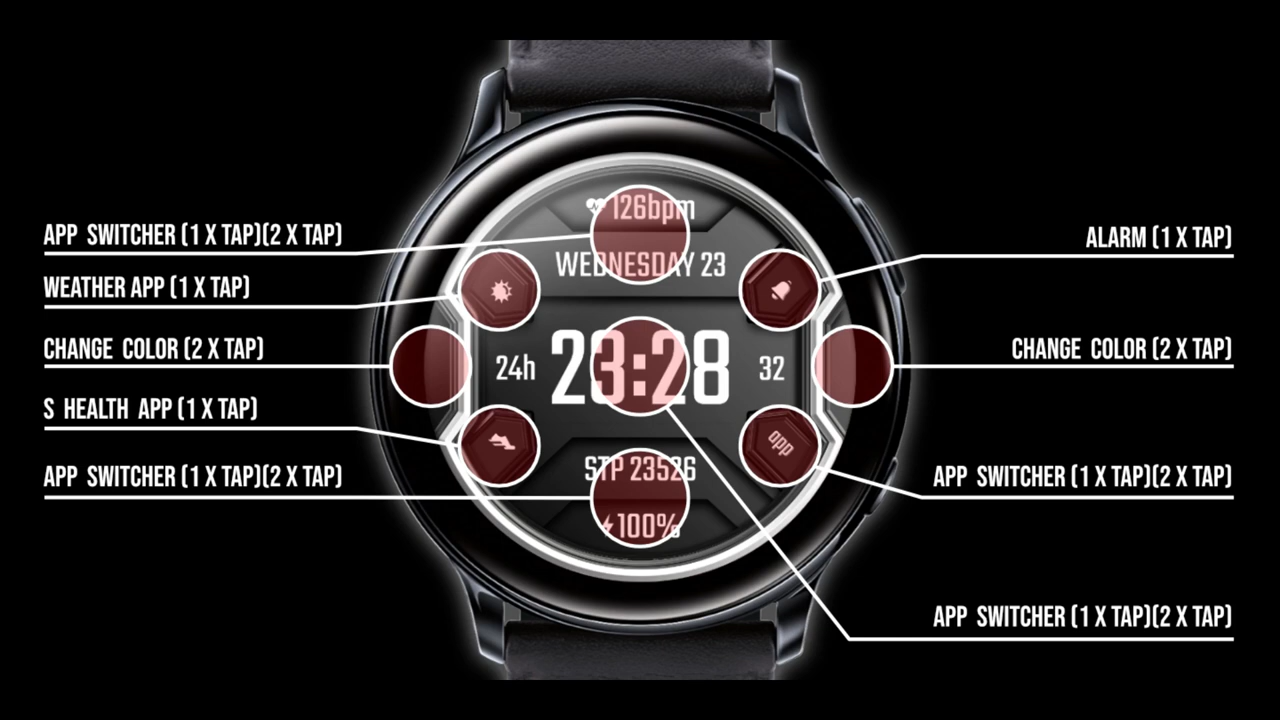 APP SWITCHER (1 X TAP)(2 X TAP)
WEATHER APP (1 X TAP)
CHANGE COLOR (2 X TAP)
S HEALTH APP (1 X TAP)
APP SWITCHER (1 X TAP)(2 X TAP)
126bpm
WEDNESDAY 23
24h 23:28 32
STP 23526
100%
app
ALARM (1 X TAP)
CHANGE COLOR (2 X TAP)
APP SWITCHER (1 X TAP)(2 X TAP)
APP SWITCHER (1 X TAP)(2 X TAP)